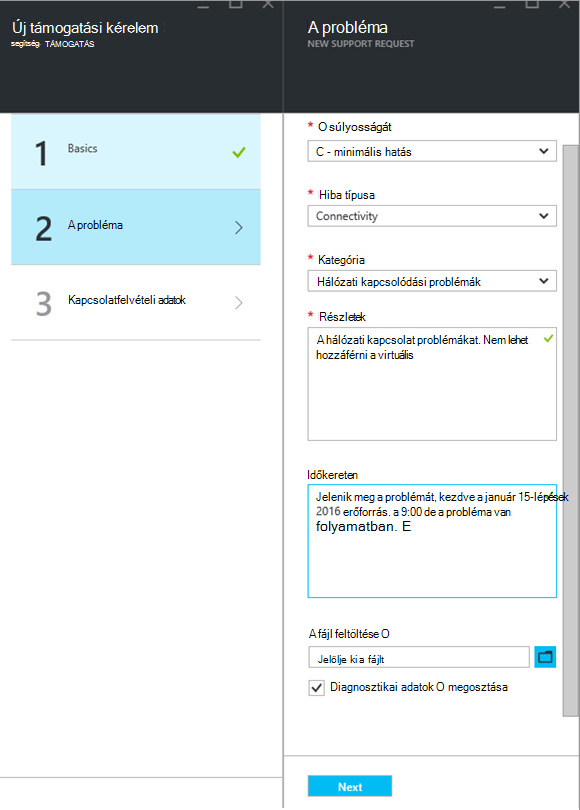 Új támogatási kérelem
segítség TÁMOGATÁS
1 Basics
2 A probléma
3 Kapcsolatfelvételi adatok
A probléma
NEW SUPPORT REQUEST
* O súlyosságát
C - minimális hatás
* Hiba típusa
Connectivity
* Kategória
Hálózati kapcsolódási problémák
* Részletek
A hálózati kapcsolat problémákat. Nem lehet
hozzáférni a virtuális
Időkereten
Jelenik meg a problémát, kezdve a január 15-lépések
2016 erőforrás. a 9:00 de a probléma van
folyamatban. E
A fájl feltöltése O
Jelölje ki a fájlt
Diagnosztikai adatok O megosztása
Next